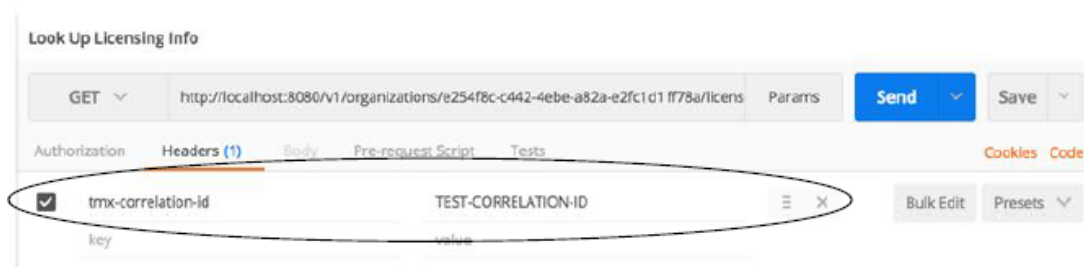 Look Up Licensing Info
GET http://localhost:8080/v1/organizations/e254f8c-c442-4ebe-a82a-e2fc1d1ff78a/licens Params Send Save
Authorization Headers (1) Body Pre-request Script Tests Cookies Code
tmx-correlation-id TEST-CORRELATION-ID Bulk Edit Presets
key value